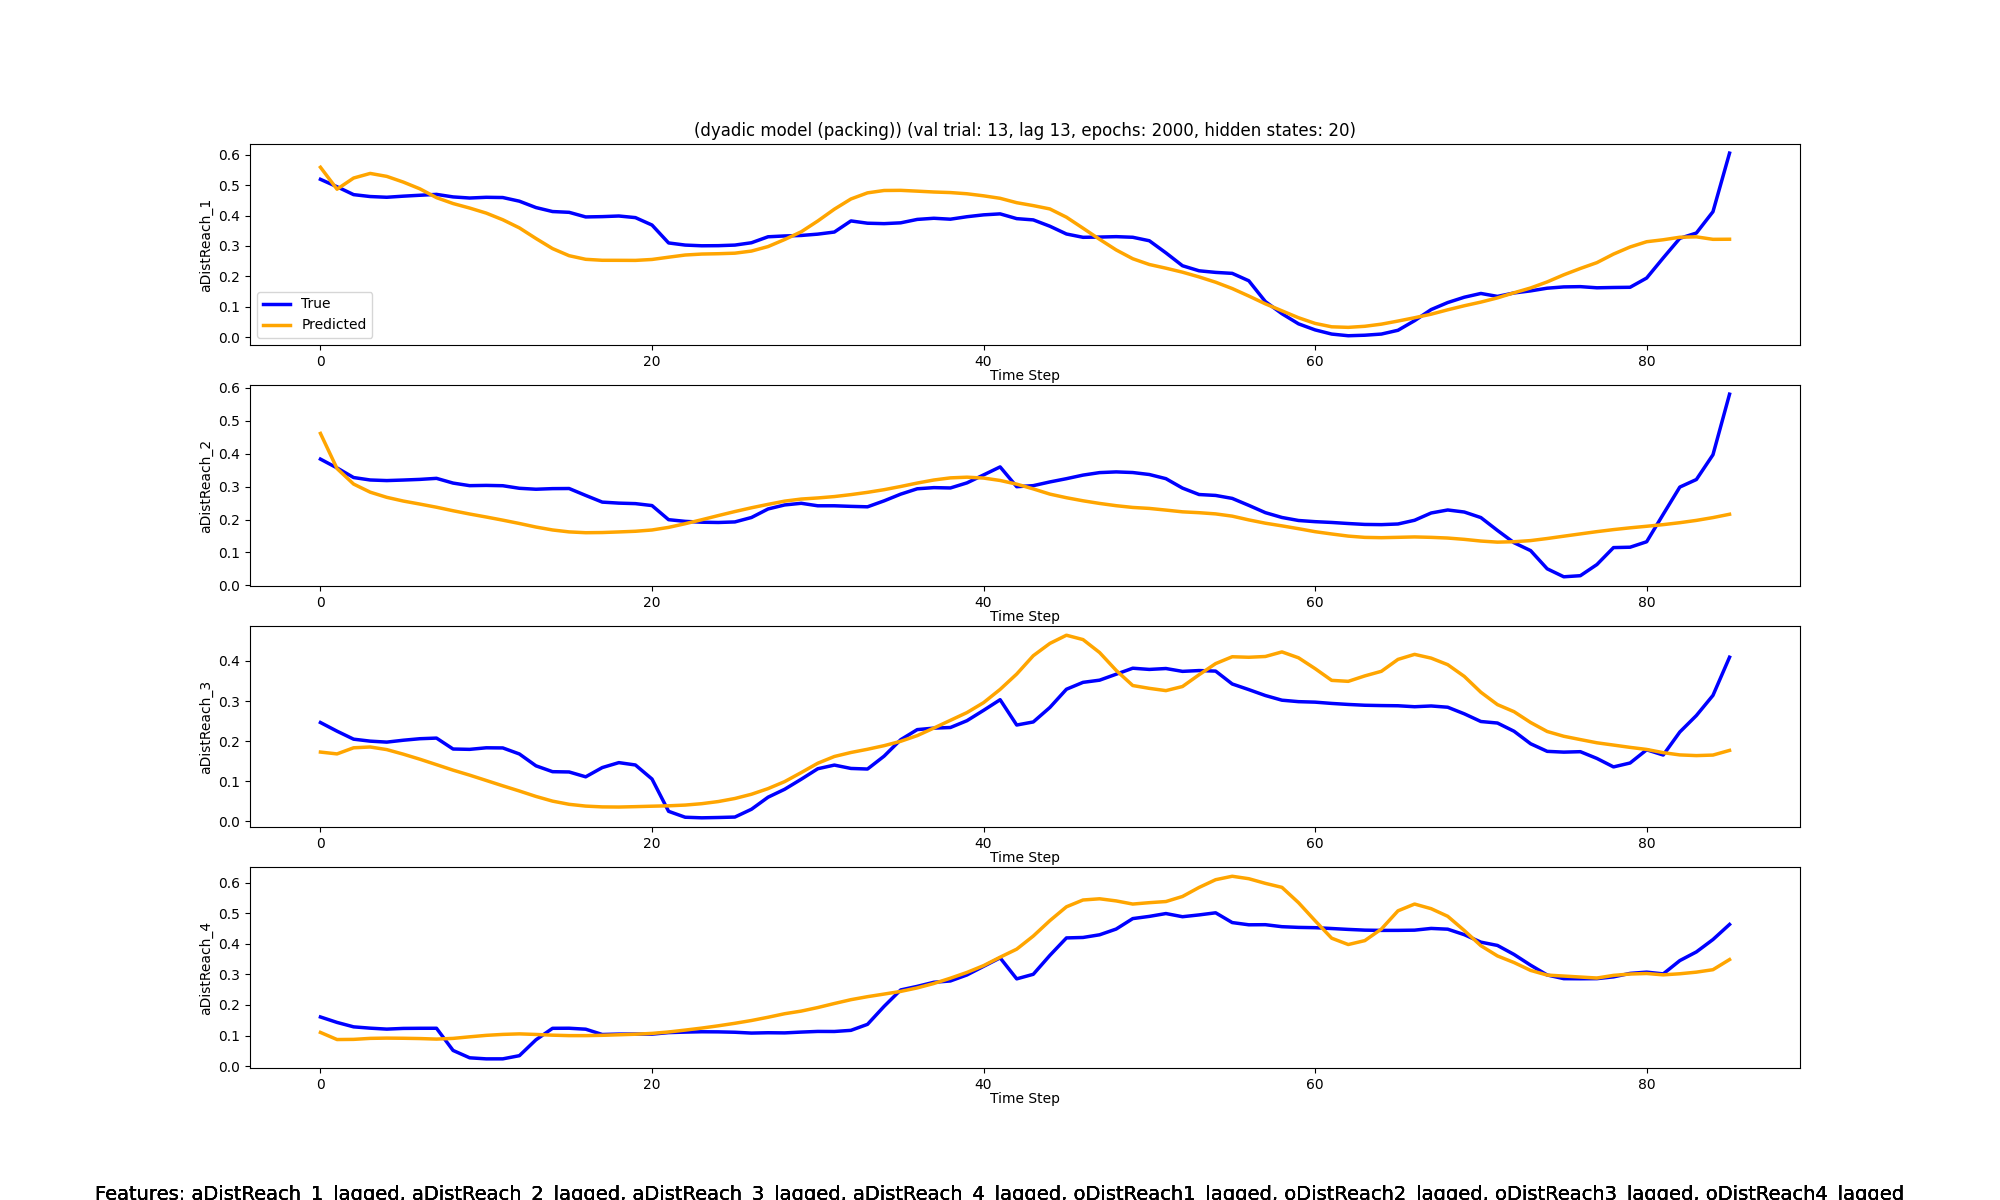 (dyadic model (packing)) (val trial: 13, lag 13, epochs: 2000, hidden states: 20)
0.6
0.5
0.4
0.3
0.2
0.1
0.0
aDistReach_1
True
Predicted
0 20 40 60 80
Time Step
0.6
0.5
0.4
0.3
0.2
0.1
0.0
aDistReach_2
0 20 40 60 80
Time Step
0.4
0.3
0.2
0.1
0.0
aDistReach_3
0 20 40 60 80
Time Step
0.6
0.5
0.4
0.3
0.2
0.1
0.0
aDistReach_4
0 20 40 60 80
Time Step
Features: aDistReach_1_lagged, aDistReach_2_lagged, aDistReach_3_lagged, aDistReach_4_lagged, oDistReach1_lagged, oDistReach2_lagged, oDistReach3_lagged, oDistReach4_lagged